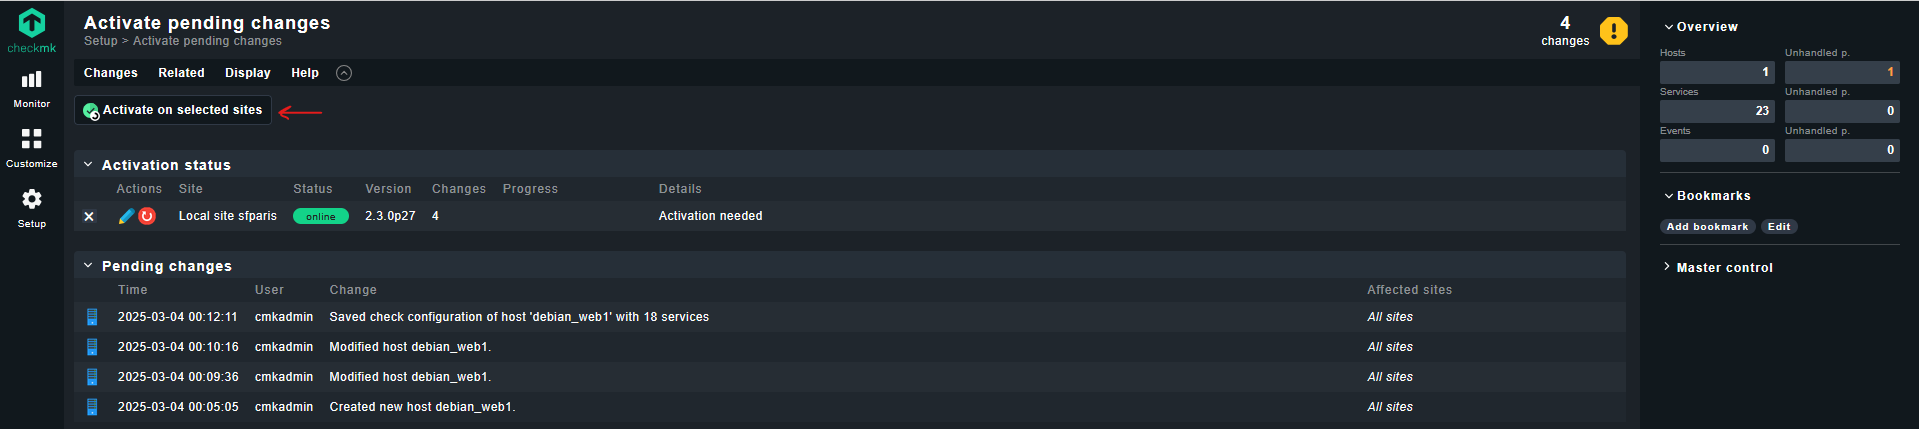 checkmk
Monitor
Customize
Setup
Activate pending changes
Setup > Activate pending changes
4
changes
Changes Related Display Help
Activate on selected sites
Activation status
Actions Site Status Version Changes Progress Details
Local site sfparis online 2.3.0p27 4 Activation needed
Pending changes
Time User Change Affected sites
2025-03-04 00:12:11 cmkadmin Saved check configuration of host 'debian_web1' with 18 services All sites
2025-03-04 00:10:16 cmkadmin Modified host debian_web1. All sites
2025-03-04 00:09:36 cmkadmin Modified host debian_web1. All sites
2025-03-04 00:05:05 cmkadmin Created new host debian_web1. All sites
Overview
Hosts Unhandled p.
1 1
Services Unhandled p.
23 0
Events Unhandled p.
0 0
Bookmarks
Add bookmark Edit
Master control